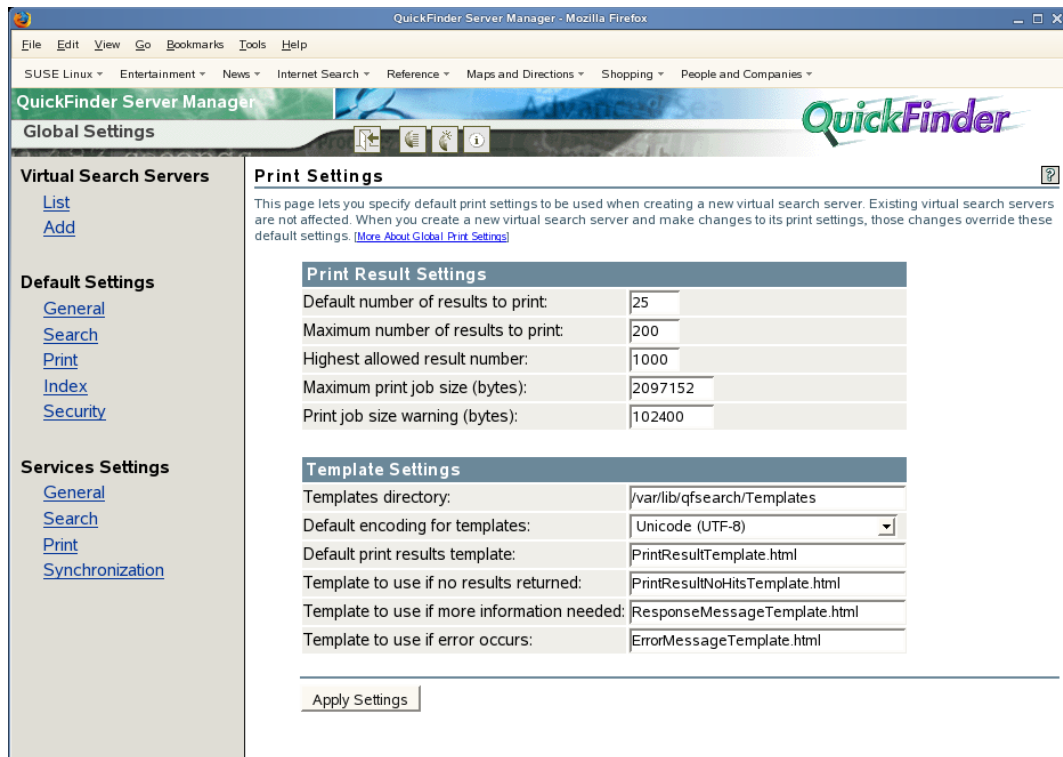 QuickFinder Server Manager - Mozilla Firefox
File Edit View Go Bookmarks Tools Help
SUSE Linux Entertainment News Internet Search Reference Maps and Directions Shopping People and Companies
QuickFinder Server Manager
Advanced Sea
QuickFinder
Global Settings
Virtual Search Servers
List
Add
Default Settings
General
Search
Print
Index
Security
Services Settings
General
Search
Print
Synchronization
Print Settings
This page lets you specify default print settings to be used when creating a new virtual search server. Existing virtual search servers
are not affected. When you create a new virtual search server and make changes to its print settings, those changes override these
default settings. [More About Global Print Settings]
Print Result Settings
Default number of results to print: 25
Maximum number of results to print: 200
Highest allowed result number: 1000
Maximum print job size (bytes): 2097152
Print job size warning (bytes): 102400
Template Settings
Templates directory: /var/lib/qfsearch/Templates
Default encoding for templates: Unicode (UTF-8)
Default print results template: PrintResultTemplate.html
Template to use if no results returned: PrintResultNoHitsTemplate.html
Template to use if more information needed: ResponseMessageTemplate.html
Template to use if error occurs: ErrorMessageTemplate.html
Apply Settings